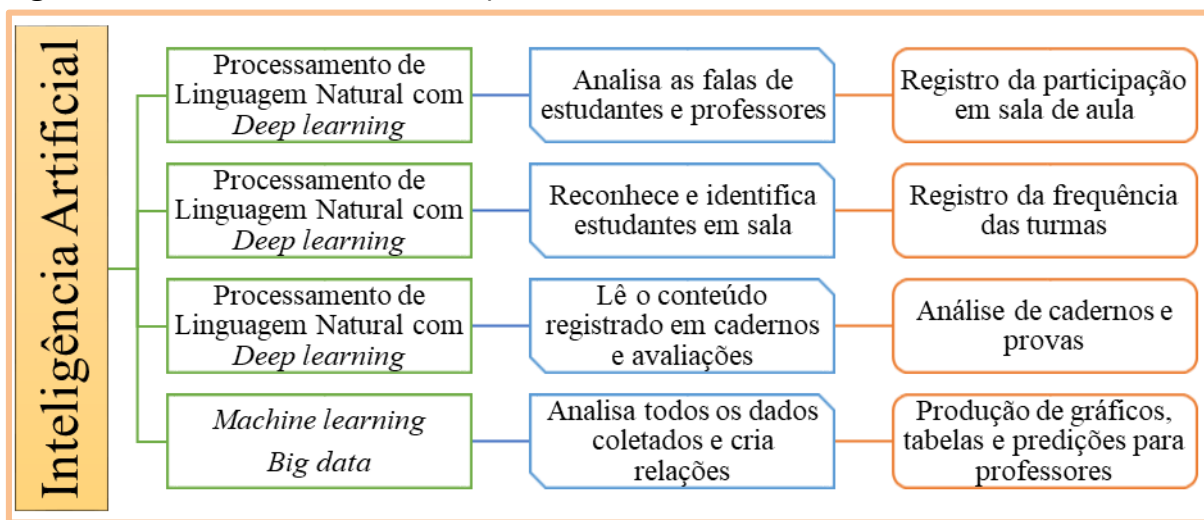 Inteligência Artificial
Processamento de
Linguagem Natural com
Deep learning
Analisa as falas de
estudantes e professores
Registro da participação
em sala de aula
Processamento de
Linguagem Natural com
Deep learning
Reconhece e identifica
estudantes em sala
Registro da frequência
das turmas
Processamento de
Linguagem Natural com
Deep learning
Lê o conteúdo
registrado em cadernos
e avaliações
Análise de cadernos e
provas
Machine learning
Big data
Analisa todos os dados
coletados e cria
relações
Produção de gráficos,
tabelas e predições para
professores